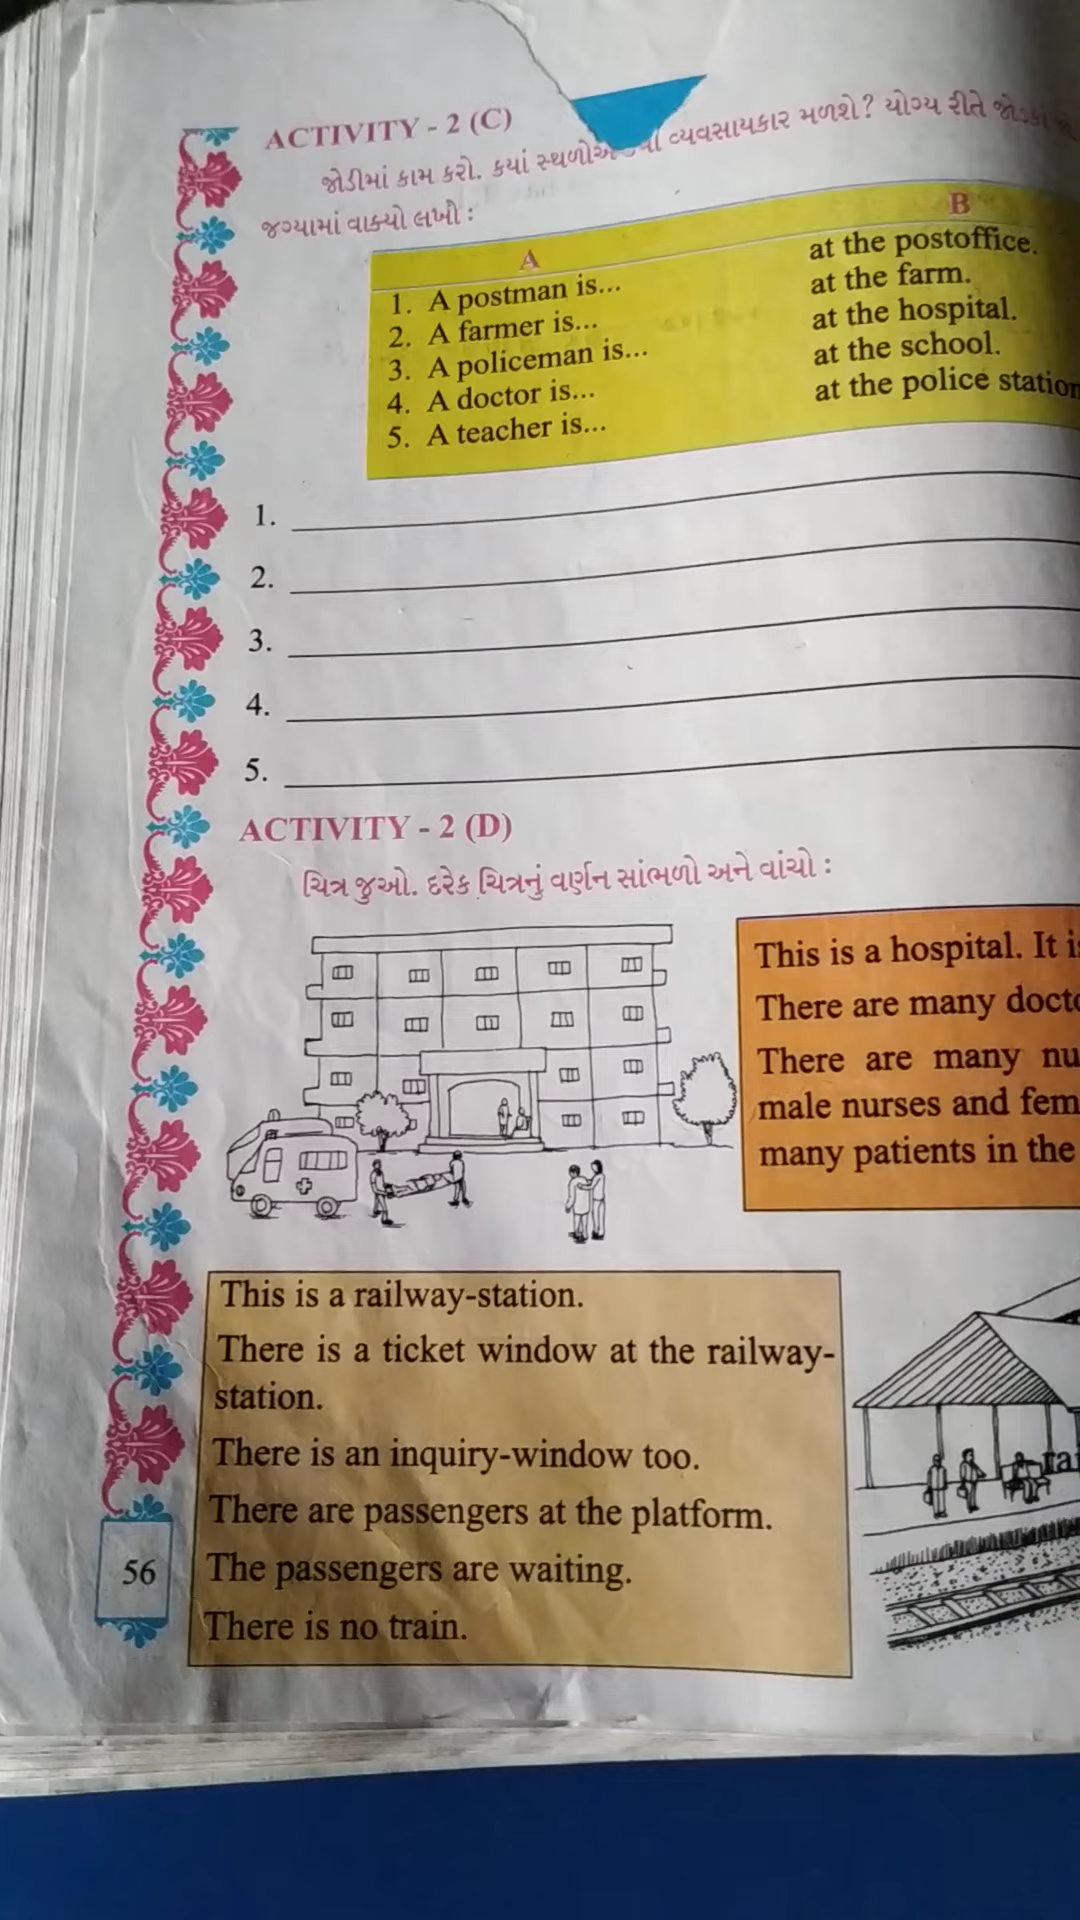 ACTIVITY - 2 (C)
જોડીમાં કામ કરો. કયાં સ્થળોએ વ્યવસાયકાર મળશે? યોગ્ય રીતે
જગ્યામાં વાક્યો લખો :
A
B
1. A postman is...
at the postoffice.
2. A farmer is...
at the farm.
3. A policeman is...
at the hospital.
4. A doctor is...
at the school.
5. A teacher is...
at the police station
1.
2.
3.
4.
5.
ACTIVITY - 2 (D)
ચિત્ર જુઓ. દરેક ચિત્રનું વર્ણન સાંભળો અને વાંચો :
This is a hospital. It
There are many
There are many
male nurses and
many patients in the
This is a railway-station.
There is a ticket window at the railway-
station.
There is an inquiry-window too.
There are passengers at the platform.
The passengers are waiting.
There is no train.
56